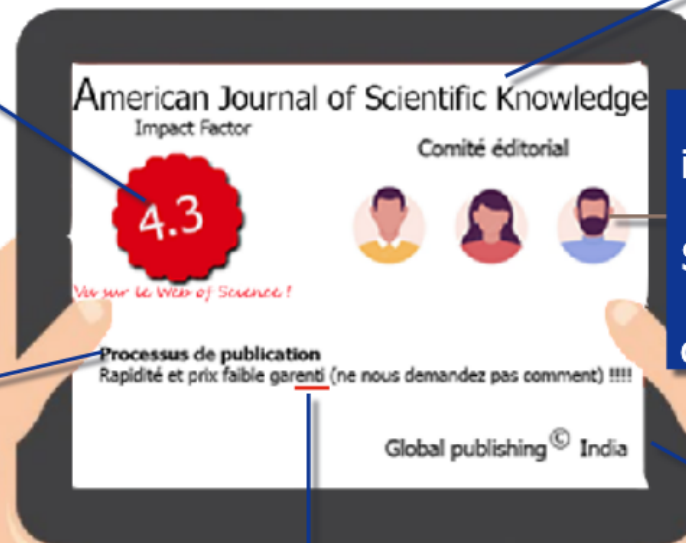 American Journal of Scientific Knowledge
Impact Factor
Comité éditorial
4.3
Vu sur le Web of Science !
Processus de publication
Rapidité et prix faible garenti (ne nous demandez pas comment) !!!!
Global publishing © India